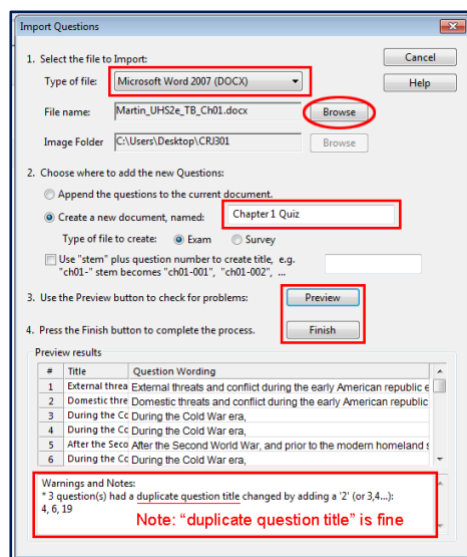 Import Questions
1. Select the file to Import:
Cancel
Type of file: Microsoft Word 2007 (DOCX)
Help
File name: Martin_UHS2e_TB_Ch01.docx Browse
Image Folder C:\Users\Desktop\CRJ301 Browse
2. Choose where to add the new Questions:
Append the questions to the current document.
Create a new document, named: Chapter 1 Quiz
Type of file to create: Exam Survey
Use "stem" plus question number to create title, e.g.
"ch01-" stem becomes "ch01-001", "ch01-002", ...
3. Use the Preview button to check for problems: Preview
4. Press the Finish button to complete the process. Finish
Preview results
# Title Question Wording
1 External threa External threats and conflict during the early American republic e
2 Domestic thre Domestic threats and conflict during the early American republic
3 During the Cc During the Cold War era,
4 During the Cc During the Cold War era,
5 After the Seco After the Second World War, and prior to the modern homeland s
6 During the Cc During the Cold War era,
Warnings and Notes:
* 3 question(s) had a duplicate question title changed by adding a '2' (or 3,4...):
4, 6, 19
Note: “duplicate question title” is fine